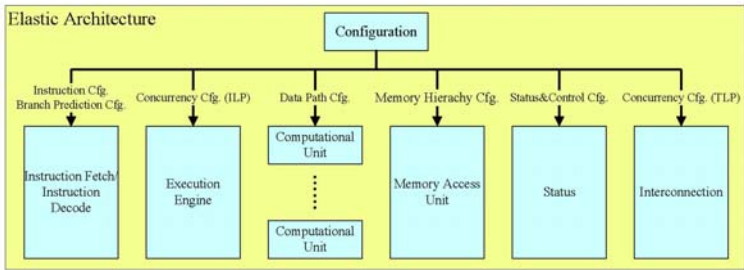 Elastic Architecture
Configuration
Instruction Cfg.
Branch Prediction Cfg.
Concurrency Cfg. (ILP)
Data Path Cfg.
Memory Hierachy Cfg.
Status&Control Cfg.
Concurrency Cfg. (TLP)
Instruction Fetch/
Instruction
Decode
Execution
Engine
Computational
Unit
Computational
Unit
Memory Access
Unit
Status
Interconnection